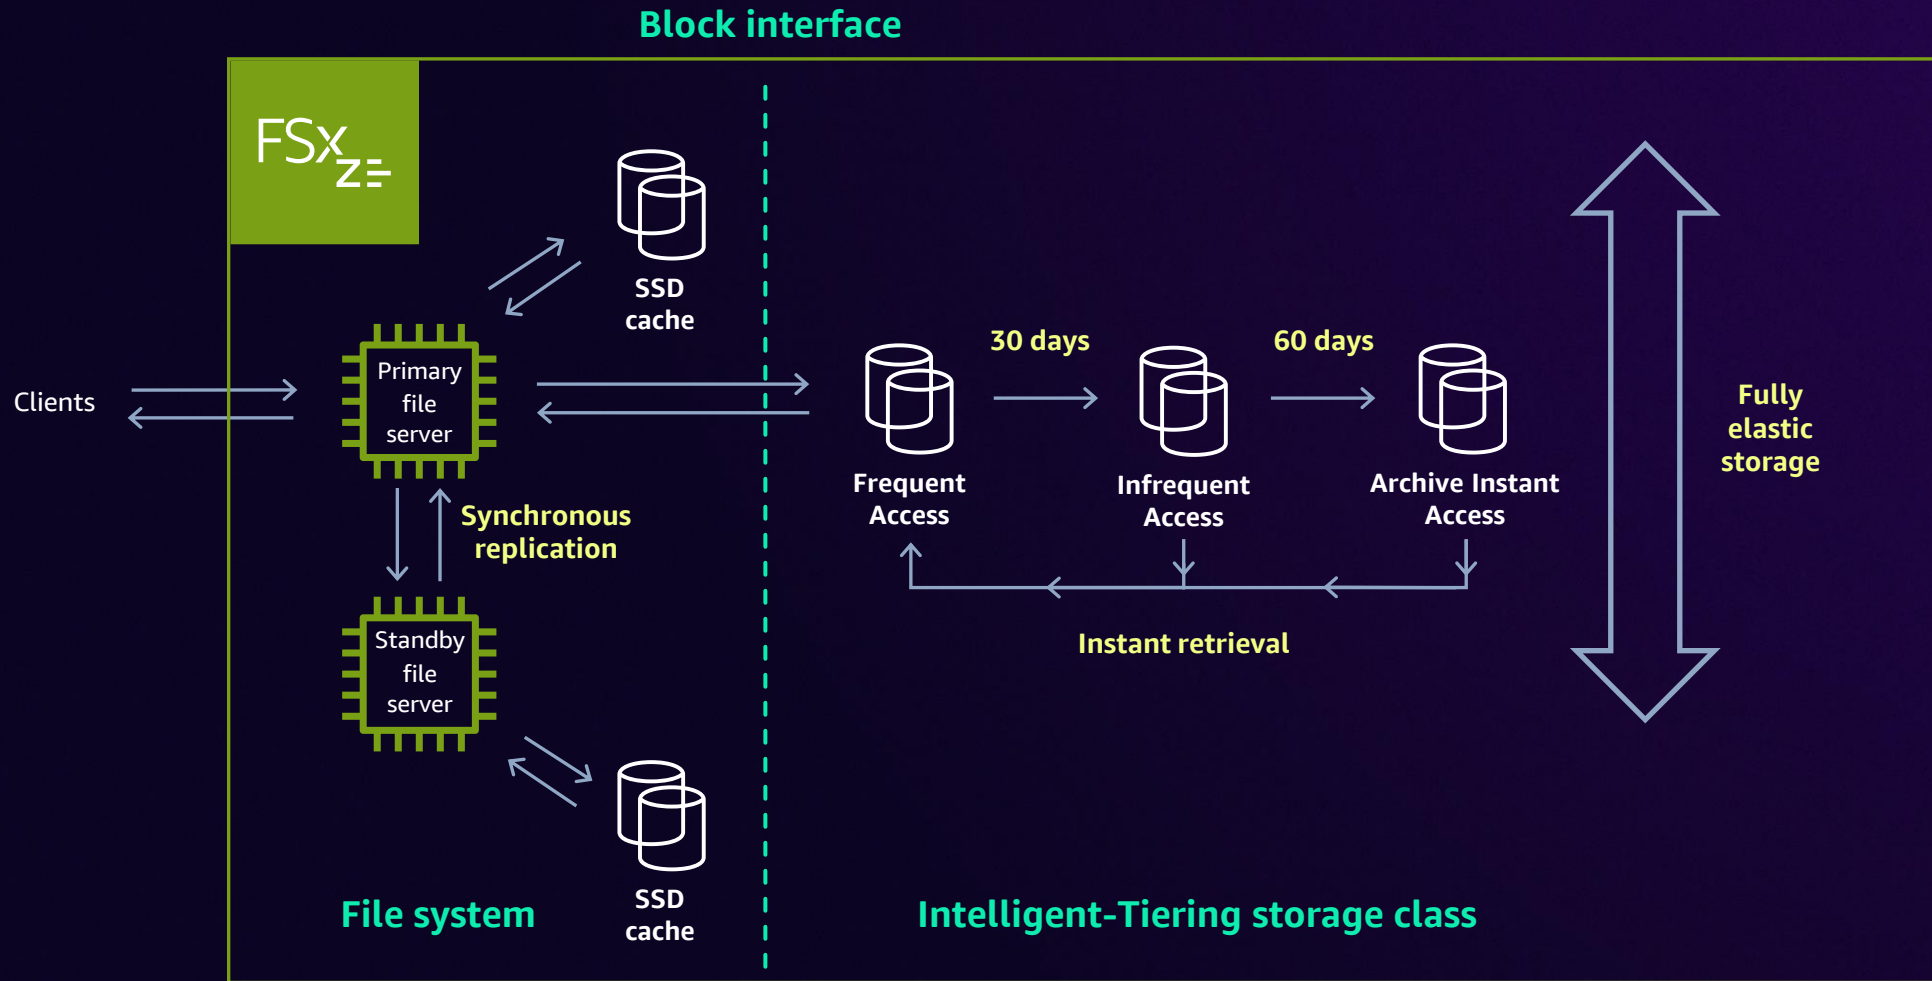 Block interface
FSx
Z
SSD
cache
Clients
Primary
file
server
Synchronous
replication
Standby
file
server
SSD
cache
File system
30 days
60 days
Frequent
Access
Infrequent
Access
Archive Instant
Access
Instant retrieval
Fully
elastic
storage
Intelligent-Tiering storage class